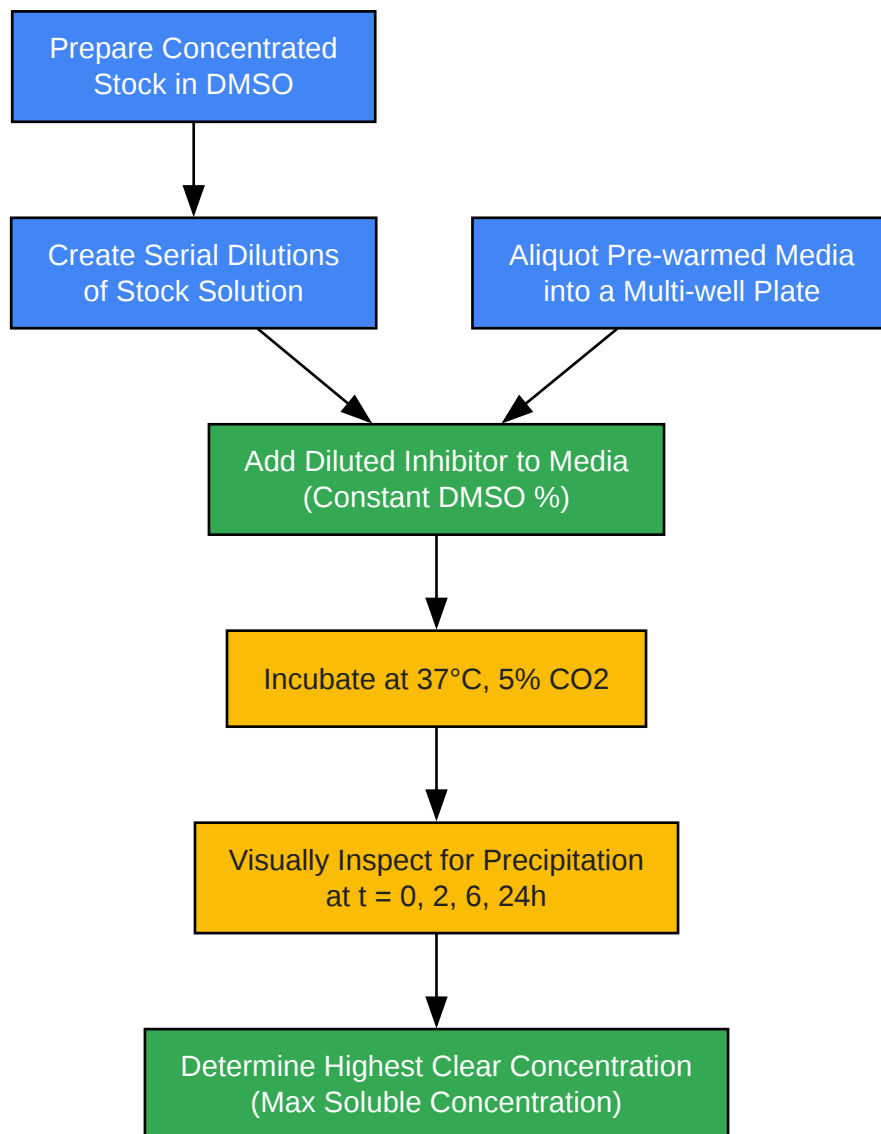 Prepare Concentrated
Stock in DMSO
Create Serial Dilutions
of Stock Solution
Aliquot Pre-warmed Media
into a Multi-well Plate
Add Diluted Inhibitor to Media
(Constant DMSO %)
Incubate at 37°C, 5% CO2
Visually Inspect for Precipitation
at t = 0, 2, 6, 24h
Determine Highest Clear Concentration
(Max Soluble Concentration)